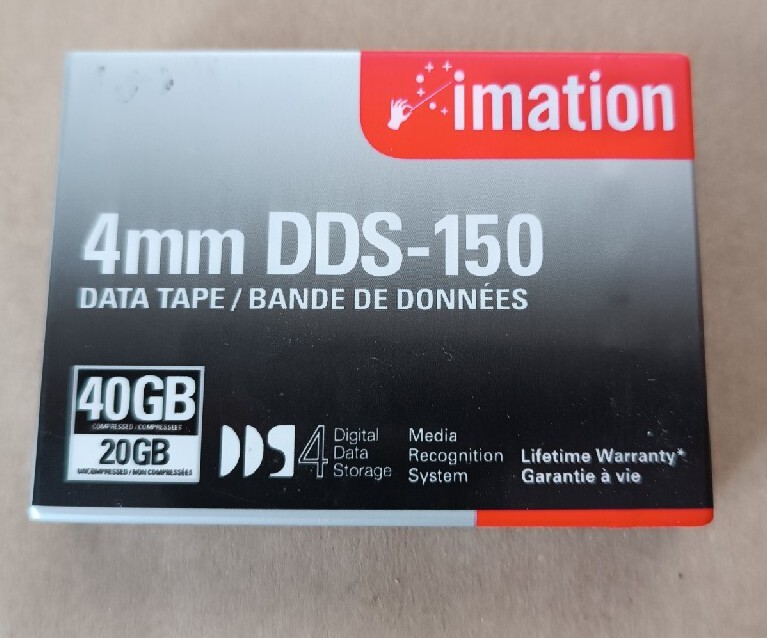 imation
4mm DDS-150
DATA TAPE / BANDE DE DONNÉES
40GB
COMPRESSED / COMPRESSÉES
20GB
UNCOMPRESSED / NON COMPRESSÉES
DDS4
Digital
Data
Storage
Media
Recognition
System
Lifetime Warranty*
Garantie à vie